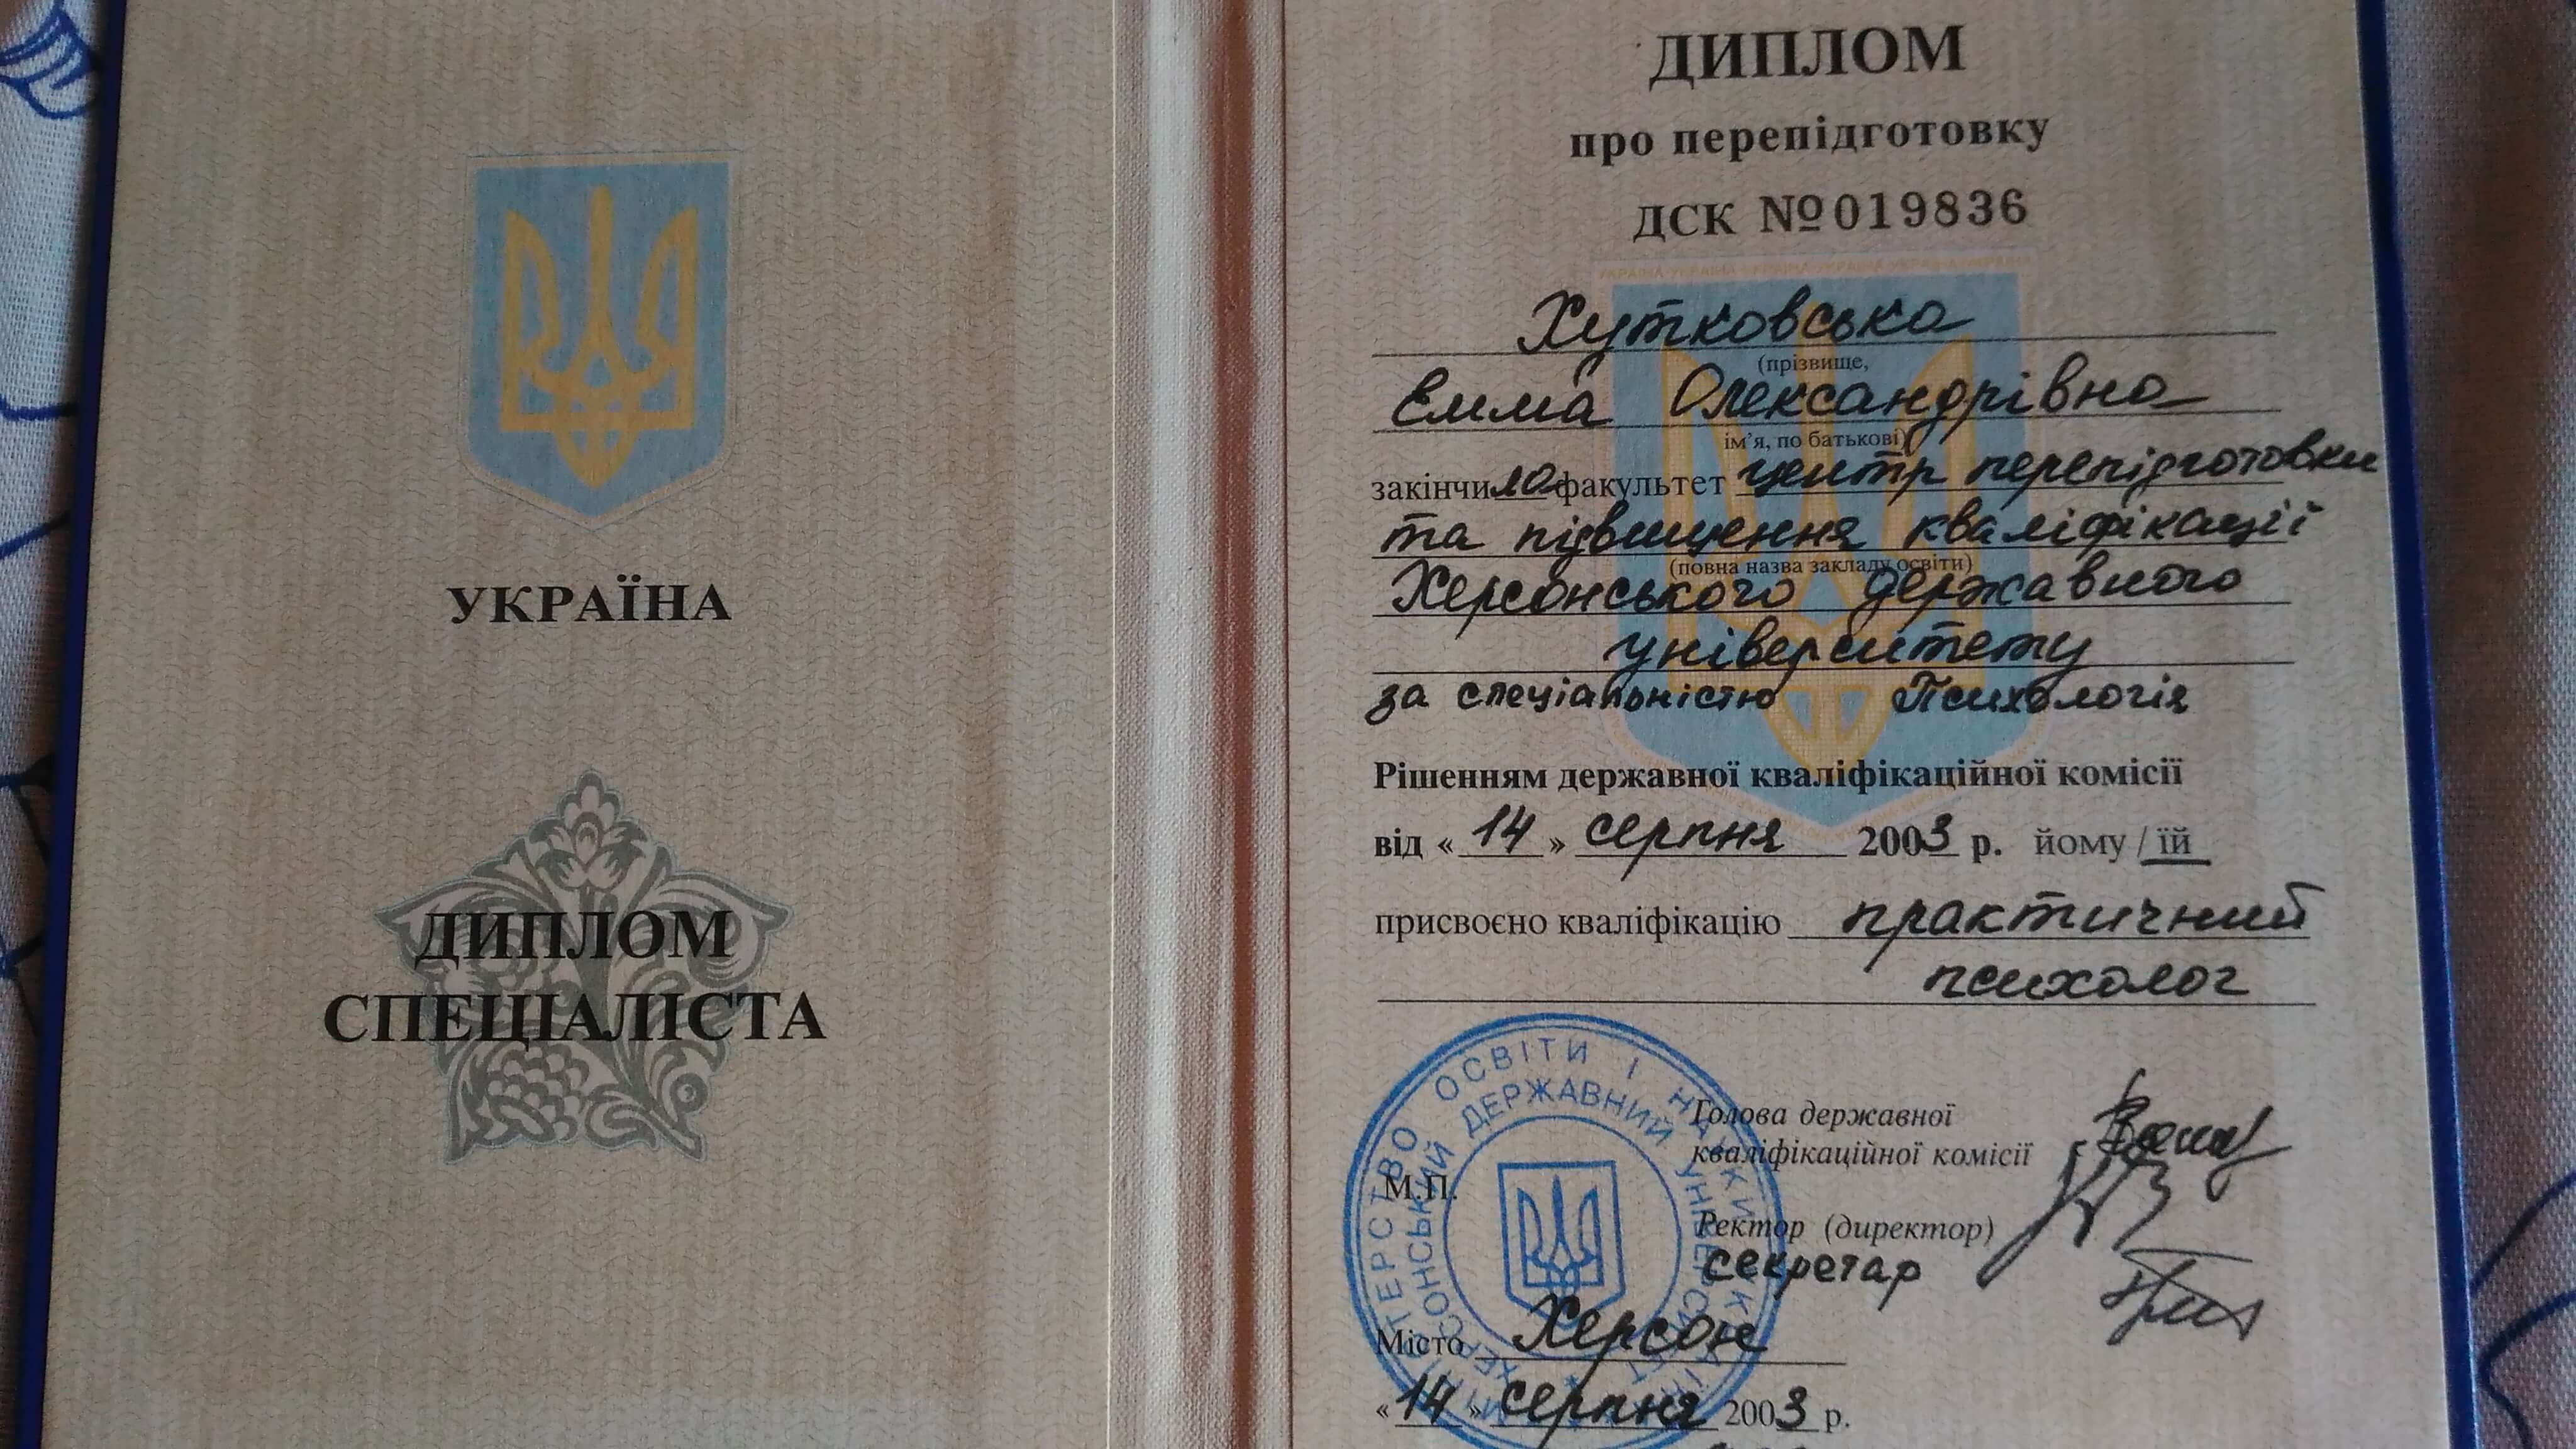 УКРАЇНА
ДИПЛОМ
СПЕЦІАЛІСТА
ДИПЛОМ
про перепідготовку
ДСК №019836
Хутковська
(прізвище,
Емма Олександрівна
ім'я, по батькові)
закінчила факультет центр перепідготовки
та підвищення кваліфікації
(повна назва закладу освіти)
Херсонського державного
університету
за спеціальністю Психологія
Рішенням державної кваліфікаційної комісії
від «14» серпня 2003 р. йому / їй
присвоєно кваліфікацію практичний
психолог
Голова державної
кваліфікаційної комісії
М.П.
Ректор (директор)
секретар
Місто Херсон
«14» серпня 2003 р.
ОСВІТИ І НАУКИ
ДЕРЖАВНИЙ